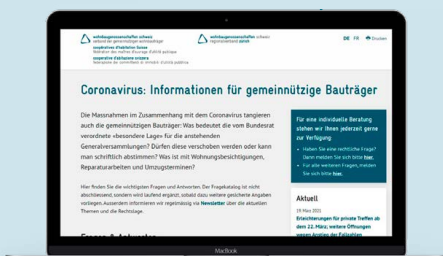 wohnbaugenossenschaften schweiz
verband der gemeinnützigen wohnbauträger
coopératives d'habitation Suisse
fédération des maîtres d'ouvrage d'utilité publique
cooperative d'abitazione svizzera
federazione dei committenti di immobili di utilità pubblica
wohnbaugenossenschaften schweiz
regionalverband zürich
DE FR Drucken
Coronavirus: Informationen für gemeinnützige Bauträger
Die Massnahmen im Zusammenhang mit dem Coronavirus tangieren
auch die gemeinnützigen Bauträger: Was bedeutet die vom Bundesrat
verordnete «besondere Lage» für die anstehenden
Generalversammlungen? Dürfen diese verschoben werden oder kann
man schriftlich abstimmen? Was ist mit Wohnungsbesichtigungen,
Reparaturarbeiten und Umzugsterminen?
Hier finden Sie die wichtigsten Fragen und Antworten. Der Fragekatalog ist nicht
abschliessend, sondern wird laufend ergänzt, sobald dazu weitere gesicherte Angaben
vorliegen. Ausserdem informieren wir regelmässig via Newsletter über die aktuellen
Themen und die Rechtslage.
Fragen & Antworten
Für eine individuelle Beratung
stehen wir Ihnen jederzeit gerne
zur Verfügung:
• Haben Sie eine rechtliche Frage?
Dann melden Sie sich bitte hier.
• Für alle weiteren Fragen, melden
Sie sich bitte hier.
Aktuell
19. März 2021
Erleichterungen für private Treffen ab
dem 22. März; weitere Öffnungen
wegen Anstieg der Fallzahlen
MacBook